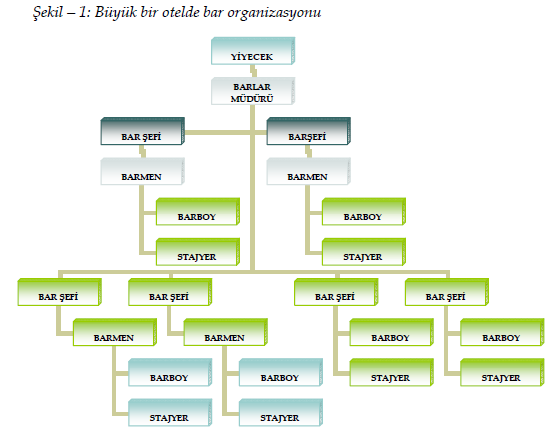 Şekil – 1: Büyük bir otelde bar organizasyonu
YİYECEK
BARLAR
MÜDÜRÜ
BAR ŞEFİ
BARŞEFİ
BARMEN
BARMEN
BARBOY
BARBOY
STAJYER
STAJYER
BAR ŞEFİ
BAR ŞEFİ
BAR ŞEFİ
BAR ŞEFİ
BARMEN
BARMEN
BARBOY
BARBOY
BARBOY
BARBOY
STAJYER
STAJYER
STAJYER
STAJYER